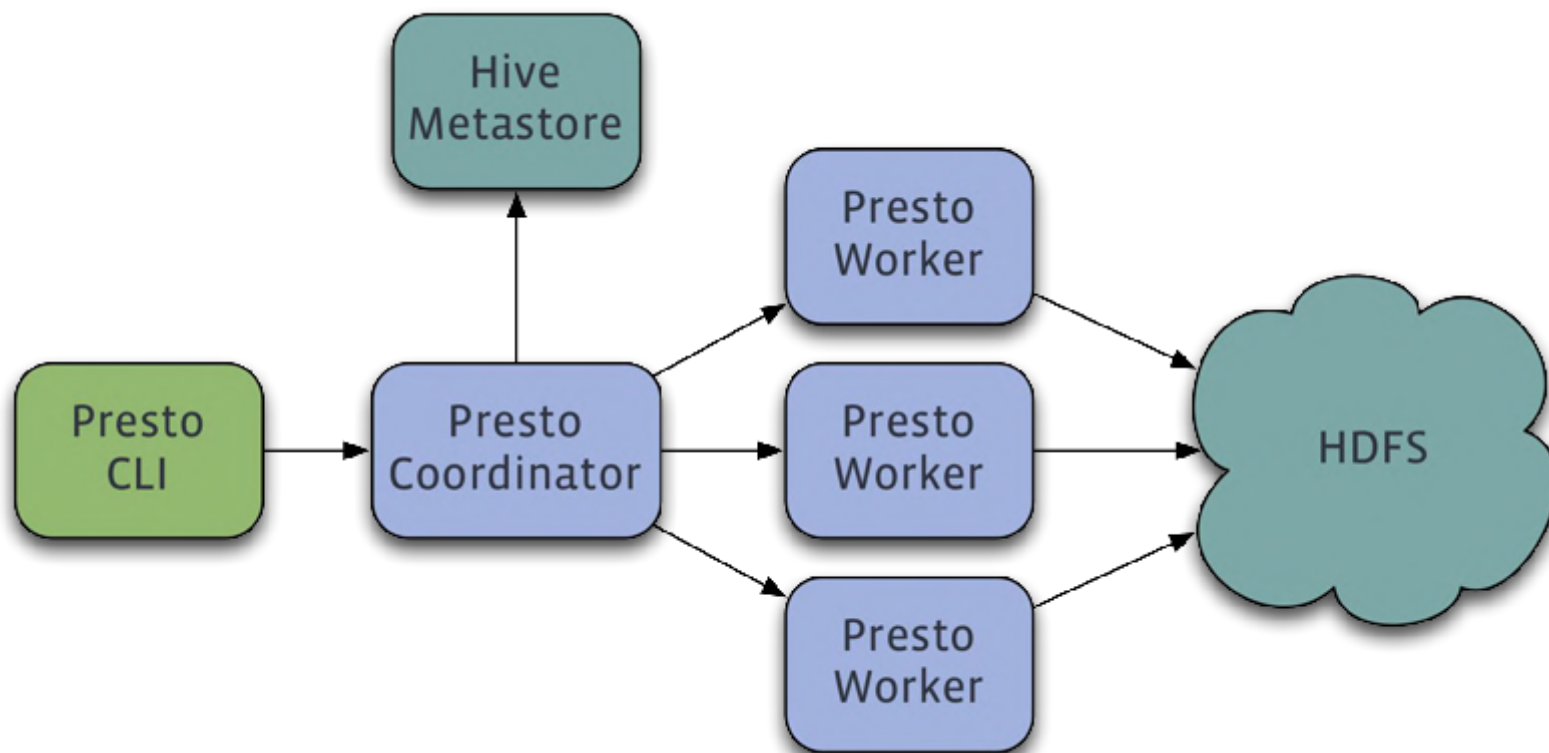 Hive
Metastore
Presto
Worker
Presto
CLI
Presto
Coordinator
Presto
Worker
HDFS
Presto
Worker